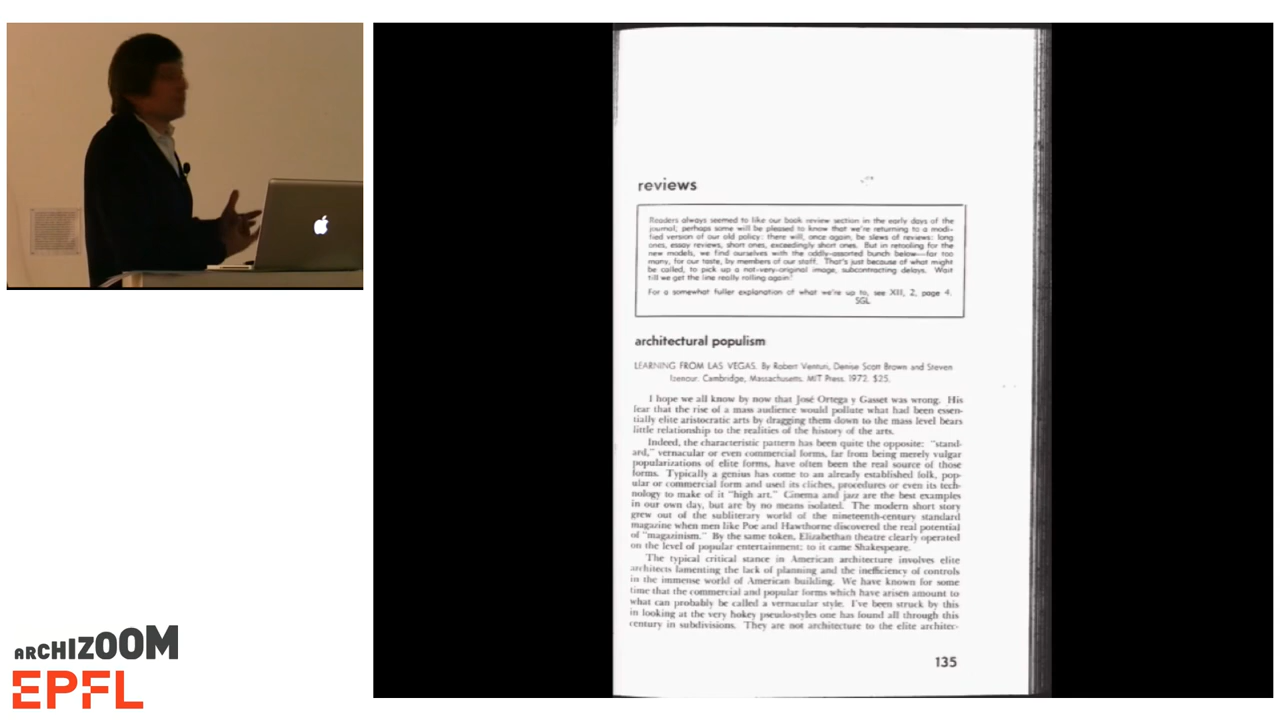 reviews
Readers always seemed to like our book review section in the early days of the
journal; perhaps some will be pleased to know that we're returning to a modi-
fied version of our old policy: there will, once again, be slews of reviews: long
ones, essay reviews, short ones, exceedingly short ones. But in retooling for the
new models, we find ourselves with the oddly-assorted bunch below—far too
many, for our taste, by members of our staff. That's just because of what might
be called, to pick up a not-very-original image, subcontracting delays. Wait
till we get the line really rolling again!
For a somewhat fuller explanation of what we're up to, see XIII, 2, page 4.
SGL
architectural populism
LEARNING FROM LAS VEGAS. By Robert Venturi, Denise Scott Brown and Steven
Izenour. Cambridge, Massachusetts. MIT Press. 1972. $25.
I hope we all know by now that José Ortega y Gasset was wrong. His
fear that the rise of a mass audience would pollute what had been essen-
tially elite aristocratic arts by dragging them down to the mass level bears
little relationship to the realities of the history of the arts.
Indeed, the characteristic pattern has been quite the opposite: "stand-
ard," vernacular or even commercial forms, far from being merely vulgar
popularizations of elite forms, have often been the real source of those
forms. Typically a genius has come to an already established folk, pop-
ular or commercial form and used its cliches, procedures or even its tech-
nology to make of it "high art." Cinema and jazz are the best examples
in our own day, but are by no means isolated. The modern short story
grew out of the subliterary world of the nineteenth-century standard
magazine when men like Poe and Hawthorne discovered the real potential
of "magazinism." By the same token, Elizabethan theatre clearly operated
on the level of popular entertainment; to it came Shakespeare.
The typical critical stance in American architecture involves elite
architects lamenting the lack of planning and the inefficiency of controls
in the immense world of American building. We have known for some
time that the commercial and popular forms which have arisen amount to
what can probably be called a vernacular style. I've been struck by this
in looking at the very hokey pseudo-styles one has found all through this
century in subdivisions. They are not architecture to the elite architec-
135
ARCHIZOOM
EPFL